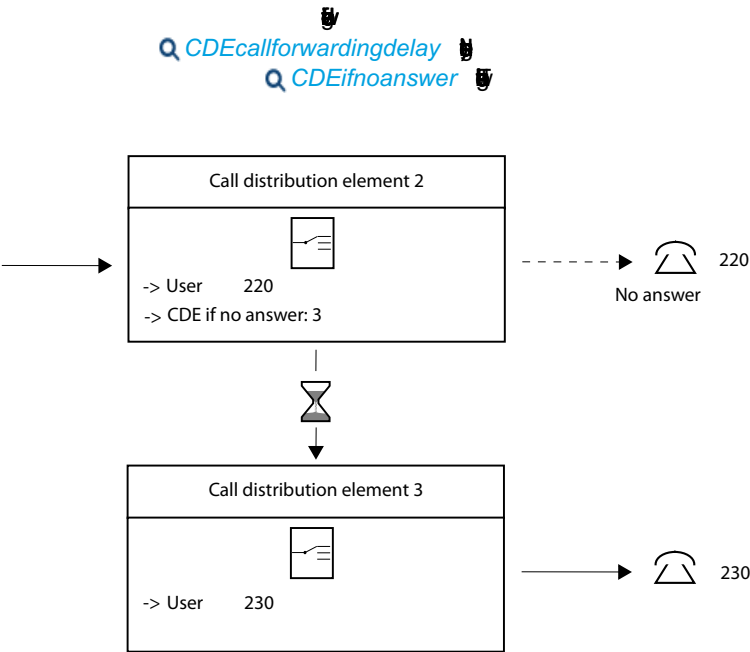 CDEcallforwardingdelay
CDEifnoanswer
Call distribution element 2
-> User 220
-> CDE if no answer: 3
220
No answer
Call distribution element 3
-> User 230
230